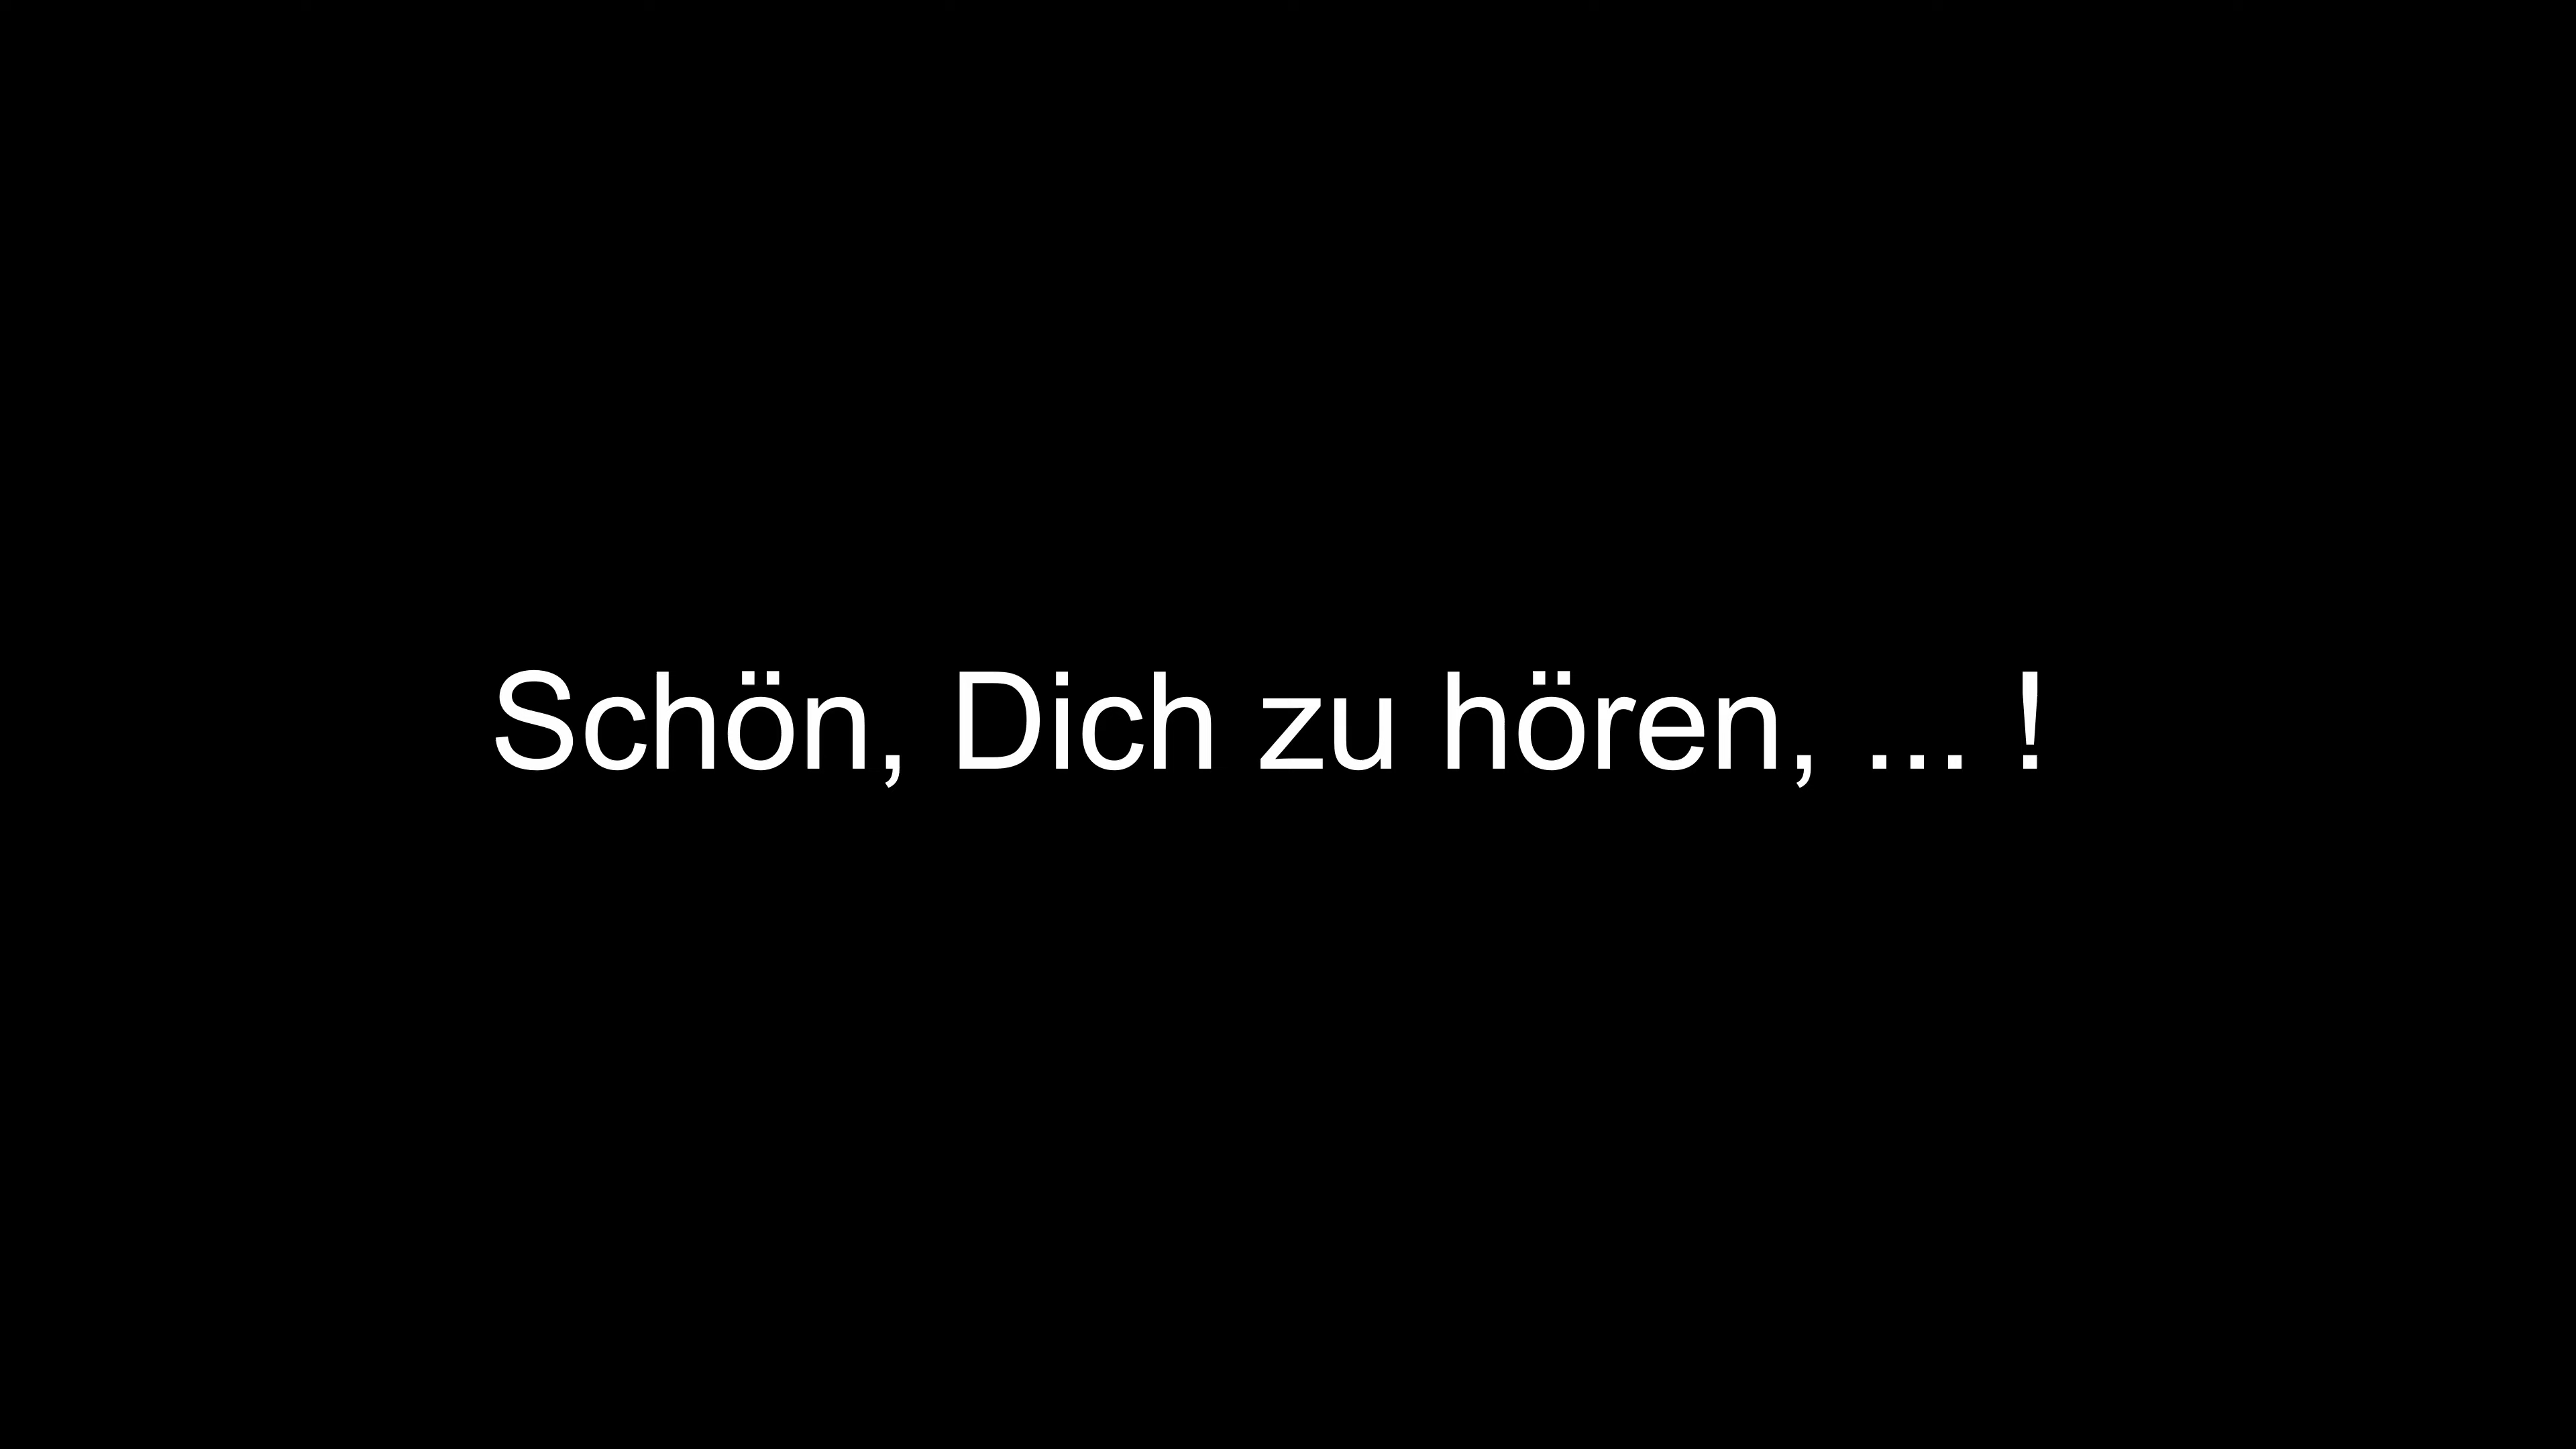 Schön, Dich zu hören, ... !